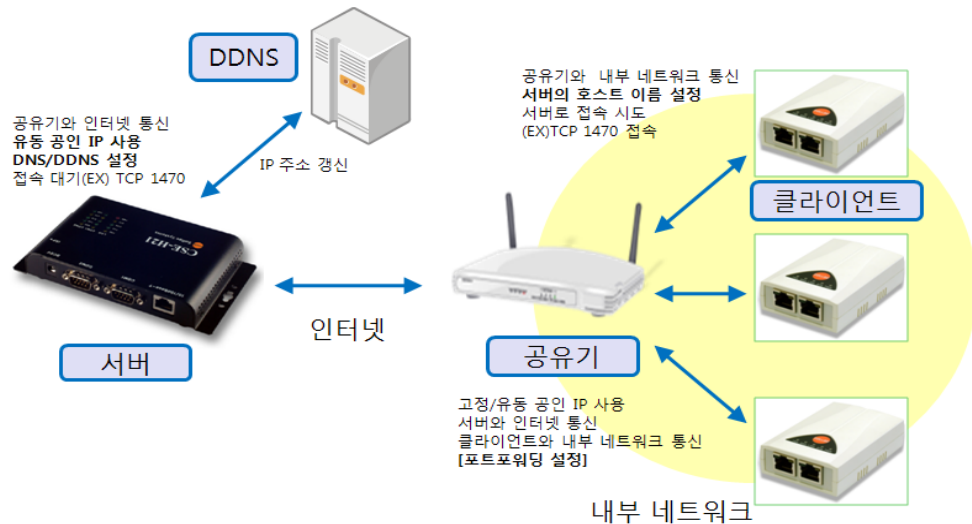 DDNS
공유기와 인터넷 통신
유동 공인 IP 사용
DNS/DDNS 설정
접속 대기(EX) TCP 1470
IP 주소 갱신
공유기와 내부 네트워크 통신
서버의 호스트 이름 설정
서버로 접속 시도
(EX)TCP 1470 접속
클라이언트
CSE-H21
인터넷
서버
공유기
고정/유동 공인 IP 사용
서버와 인터넷 통신
클라이언트와 내부 네트워크 통신
[포트포워딩 설정]
내부 네트워크